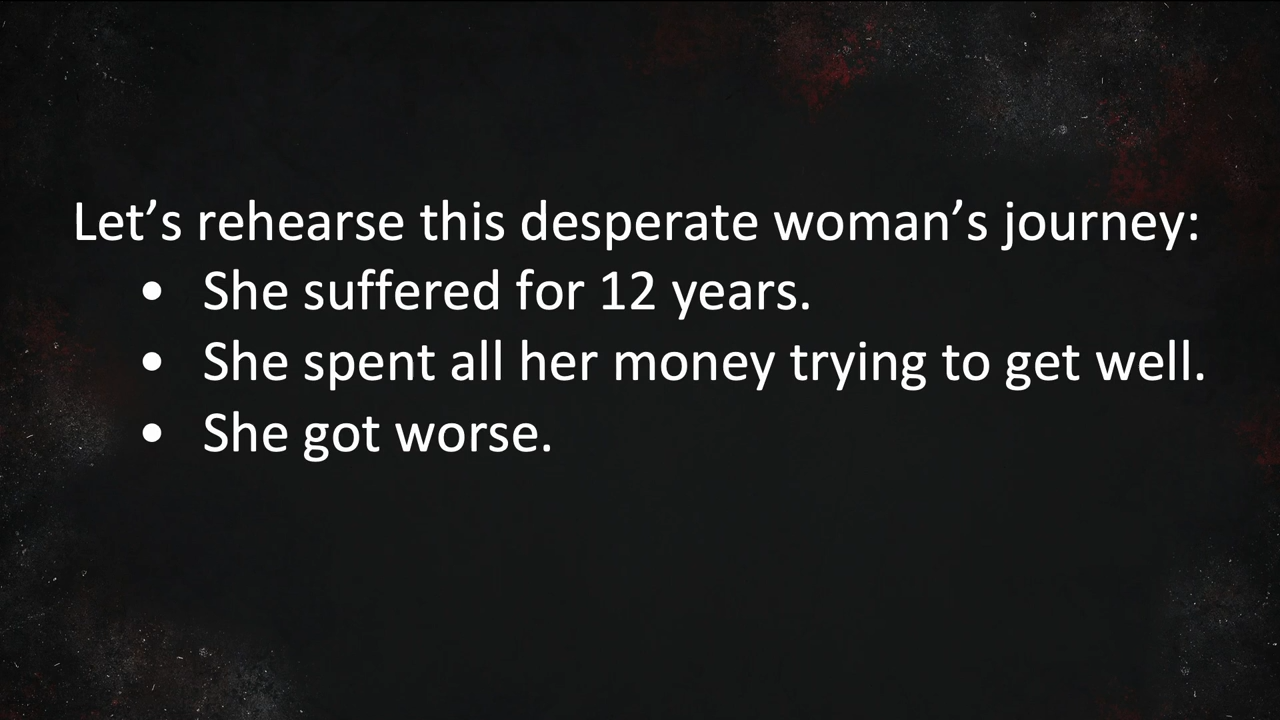 Let’s rehearse this desperate woman’s journey:
• She suffered for 12 years.
• She spent all her money trying to get well.
• She got worse.